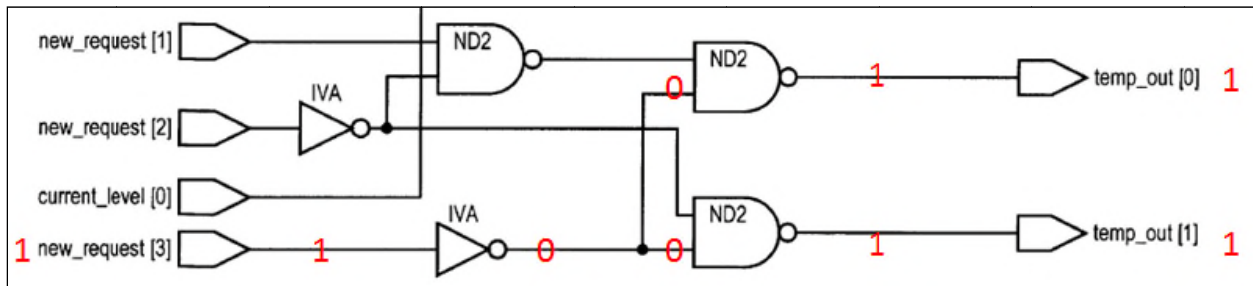 new_request [1]
ND2
ND2
0
1
temp_out [0]
1
IVA
new_request [2]
current_level [0]
IVA
ND2
1
new_request [3]
1
0
0
1
temp_out [1]
1